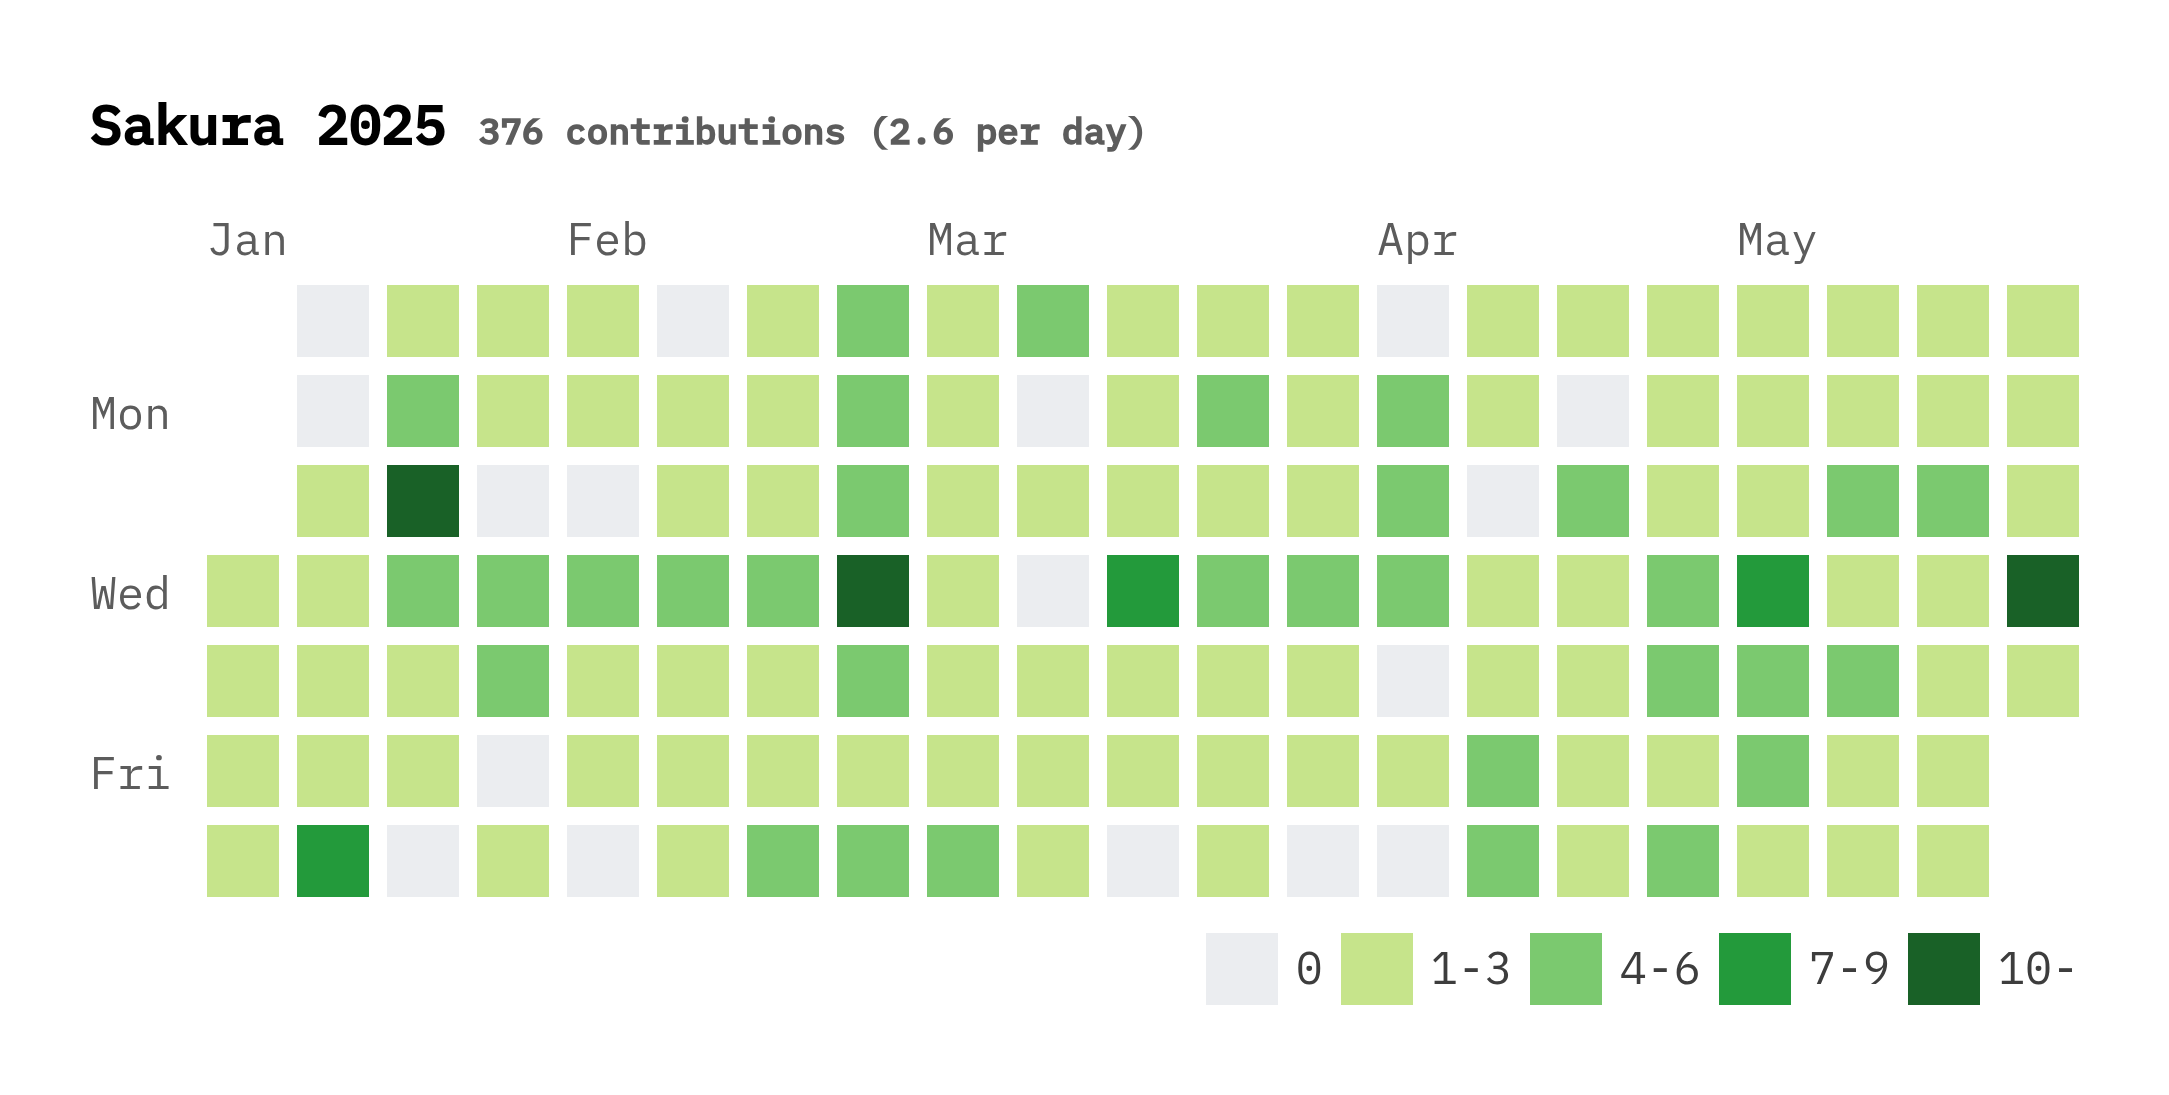 Sakura 2025 376 contributions (2.6 per day)
Jan Feb Mar Apr May
Mon
Wed
Fri
0 1-3 4-6 7-9 10-